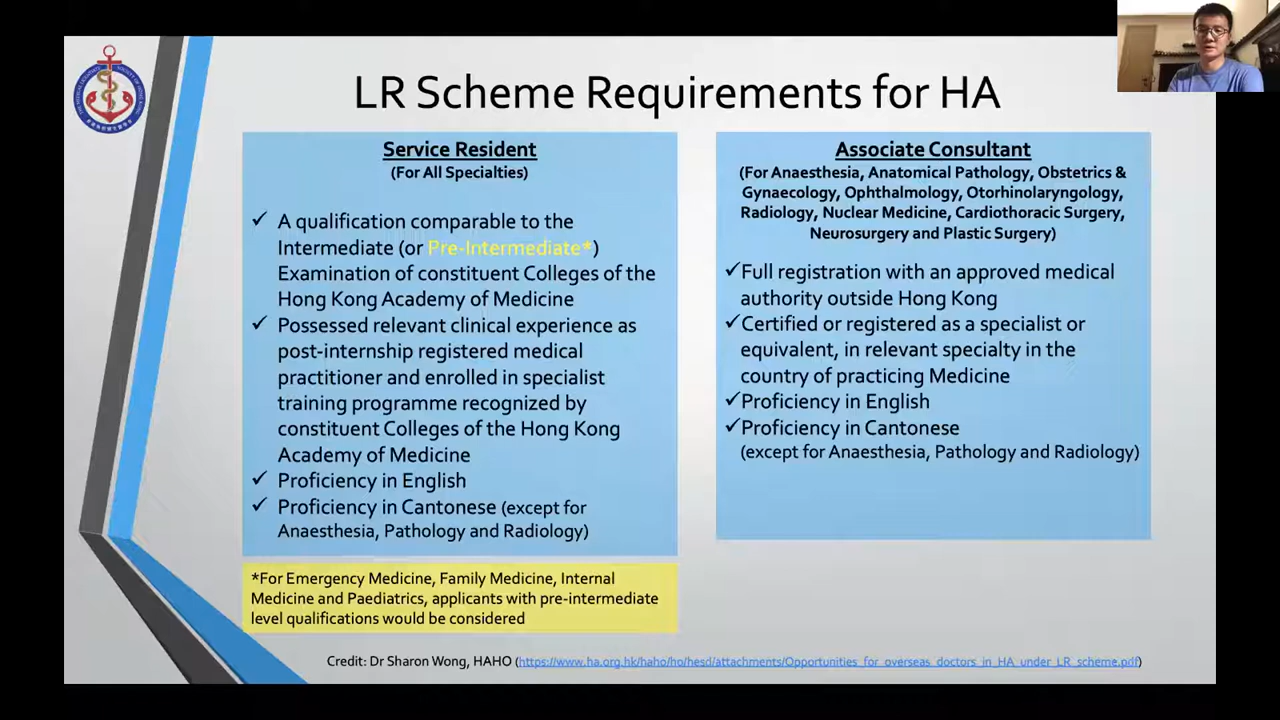 LR Scheme Requirements for HA
Service Resident
(For All Specialties)
✓ A qualification comparable to the
Intermediate (or Pre-Intermediate*)
Examination of constituent Colleges of the
Hong Kong Academy of Medicine
✓ Possessed relevant clinical experience as
post-internship registered medical
practitioner and enrolled in specialist
training programme recognized by
constituent Colleges of the Hong Kong
Academy of Medicine
✓ Proficiency in English
✓ Proficiency in Cantonese (except for
Anaesthesia, Pathology and Radiology)
*For Emergency Medicine, Family Medicine, Internal
Medicine and Paediatrics, applicants with pre-intermediate
level qualifications would be considered
Associate Consultant
(For Anaesthesia, Anatomical Pathology, Obstetrics &
Gynaecology, Ophthalmology, Otorhinolaryngology,
Radiology, Nuclear Medicine, Cardiothoracic Surgery,
Neurosurgery and Plastic Surgery)
✓Full registration with an approved medical
authority outside Hong Kong
✓Certified or registered as a specialist or
equivalent, in relevant specialty in the
country of practicing Medicine
✓Proficiency in English
✓Proficiency in Cantonese
(except for Anaesthesia, Pathology and Radiology)
Credit: Dr Sharon Wong, HAHO (https://www.ha.org.hk/haho/ho/hesd/attachments/Opportunities_for_overseas_doctors_in_HA_under_LR_scheme.pdf)